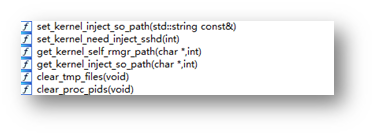 f set_kernel_inject_so_path(std::string const&)
f set_kernel_need_inject_sshd(int)
f get_kernel_self_rmgr_path(char *,int)
f get_kernel_inject_so_path(char *,int)
f clear_tmp_files(void)
f clear_proc_pids(void)